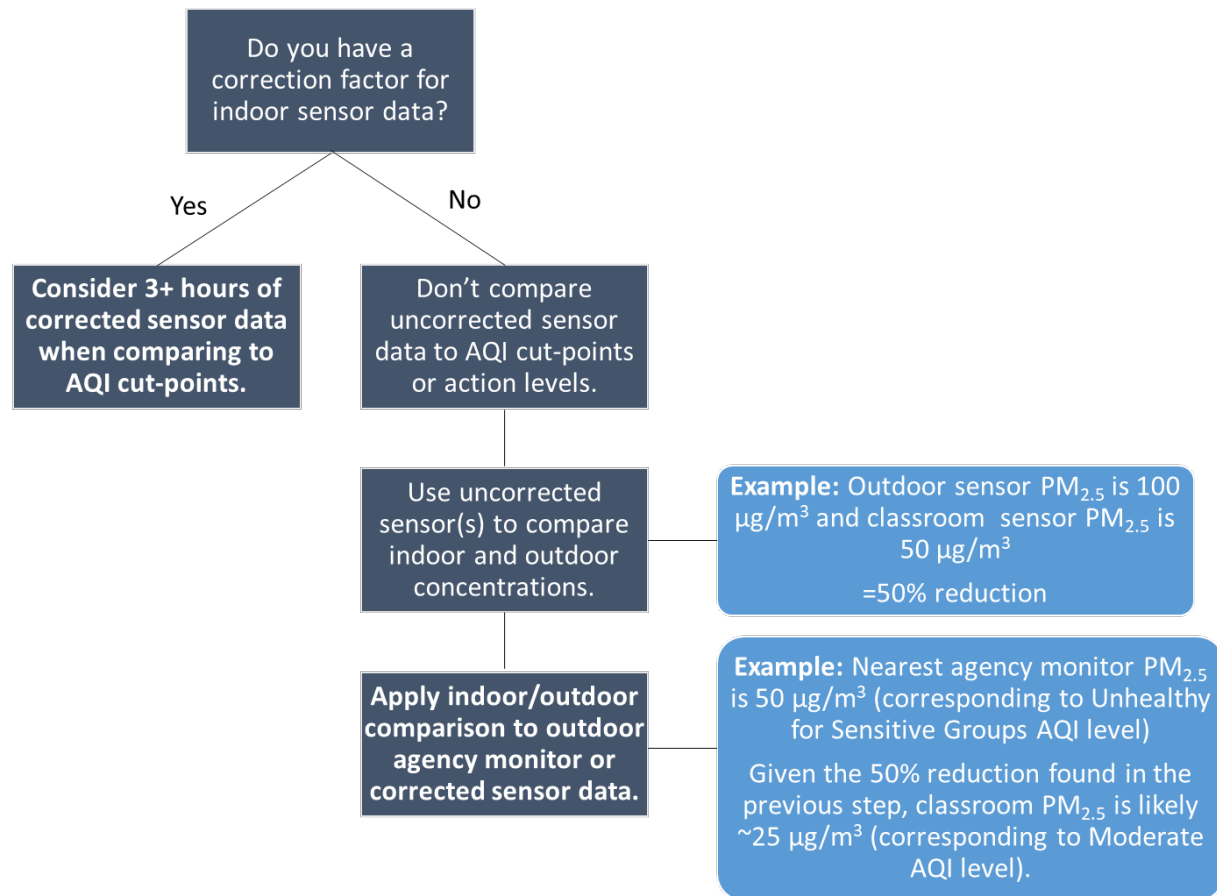 Do you have a
correction factor for
indoor sensor data?
Yes
No
Consider 3+ hours of
corrected sensor data
when comparing to
AQI cut-points.
Don’t compare
uncorrected sensor
data to AQI cut-points
or action levels.
Use uncorrected
sensor(s) to compare
indoor and outdoor
concentrations.
Example: Outdoor sensor PM₂.₅ is 100
µg/m³ and classroom  sensor PM₂.₅ is
50 µg/m³
=50% reduction
Apply indoor/outdoor
comparison to outdoor
agency monitor or
corrected sensor data.
Example: Nearest agency monitor PM₂.₅
is 50 µg/m³ (corresponding to Unhealthy
for Sensitive Groups AQI level)
Given the 50% reduction found in the
previous step, classroom PM₂.₅ is likely
~25 µg/m³ (corresponding to Moderate
AQI level).